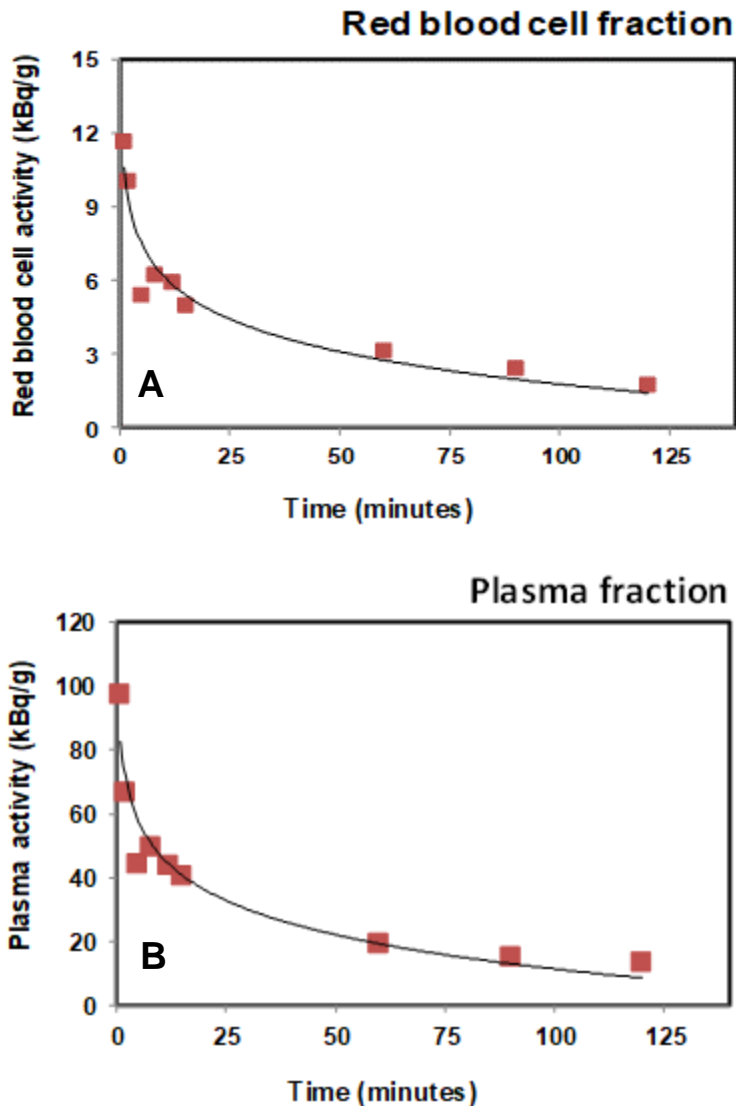 Red blood cell fraction
Red blood cell activity (kBq/g)
15
12
9
6
3
0
A
0 25 50 75 100 125
Time (minutes)
Plasma fraction
Plasma activity (kBq/g)
120
100
80
60
40
20
0
B
0 25 50 75 100 125
Time (minutes)